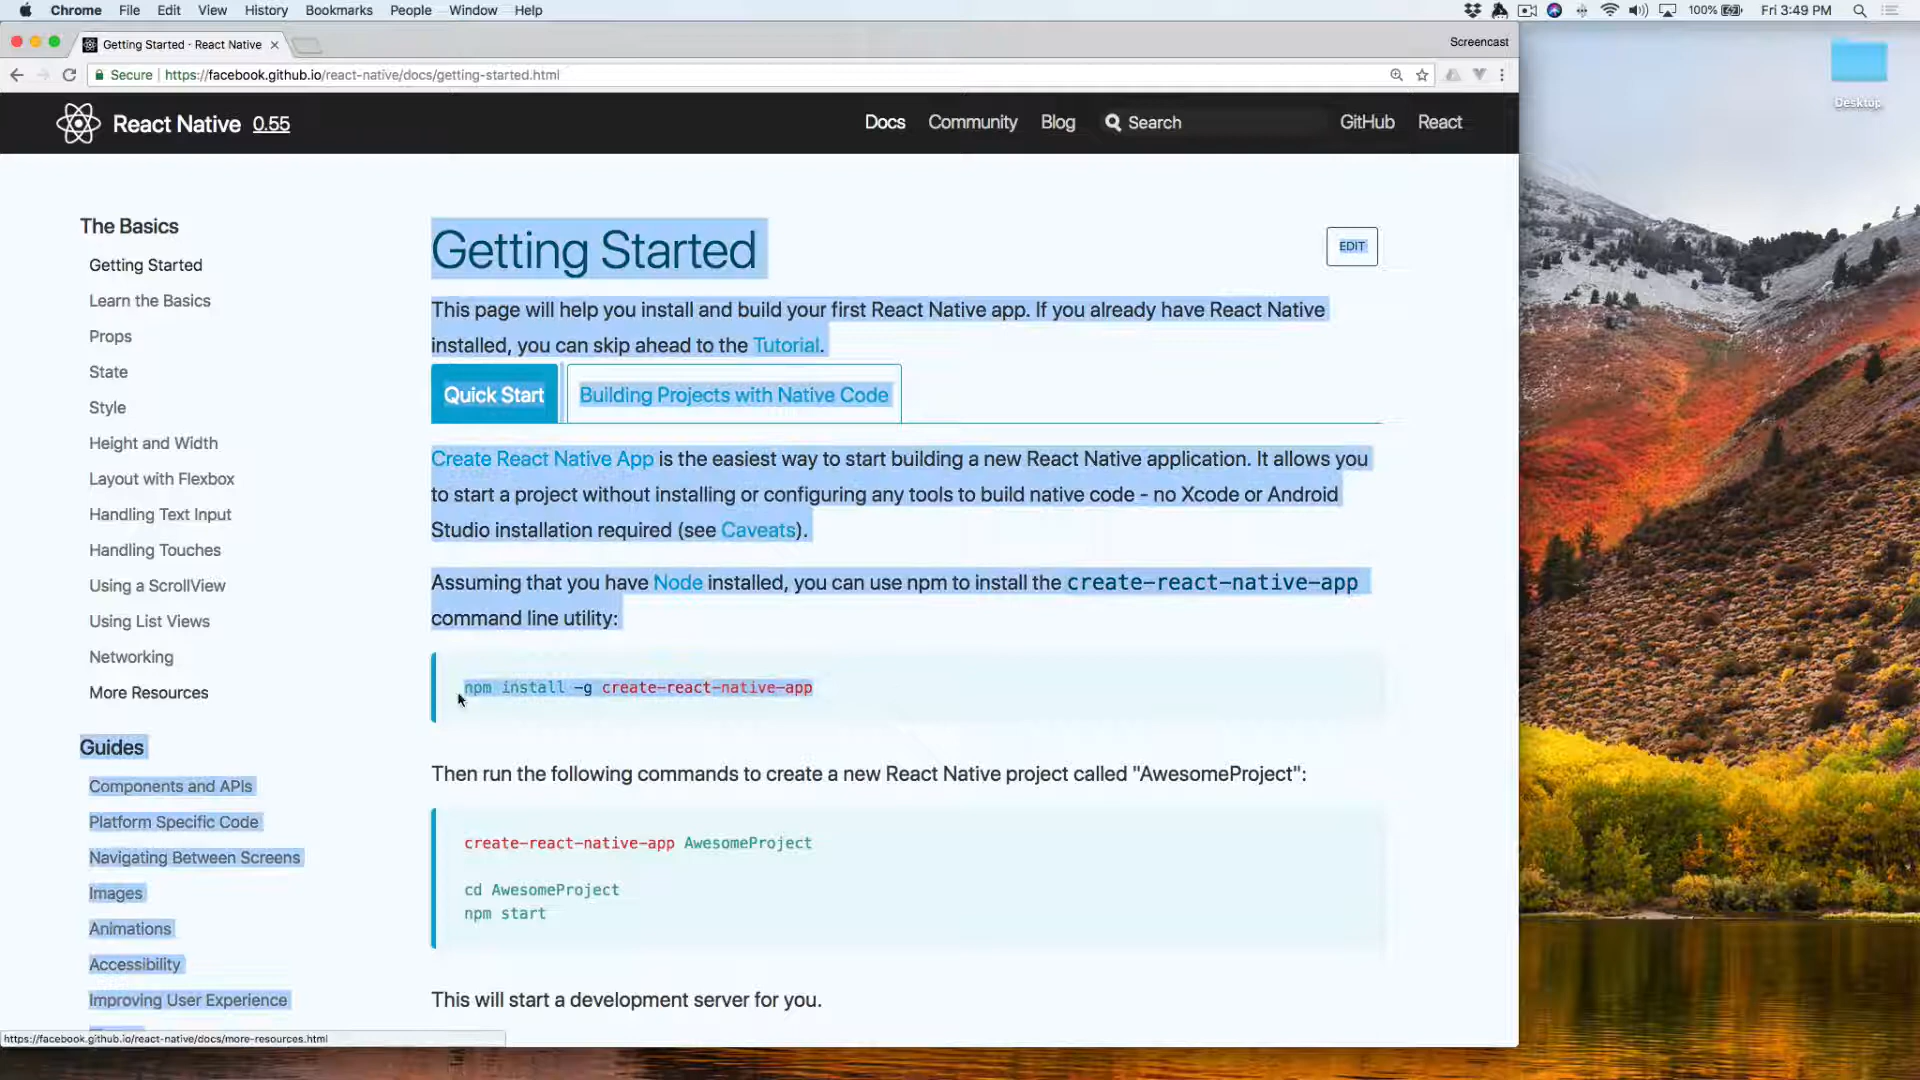 Chrome File Edit View History Bookmarks People Window Help
100% Fri 3:49 PM
Getting Started · React Native
Screencast
Secure https://facebook.github.io/react-native/docs/getting-started.html
Desktop
React Native 0.55
Docs Community Blog Search GitHub React
The Basics
Getting Started
Learn the Basics
Props
State
Style
Height and Width
Layout with Flexbox
Handling Text Input
Handling Touches
Using a ScrollView
Using List Views
Networking
More Resources
Guides
Components and APIs
Platform Specific Code
Navigating Between Screens
Images
Animations
Accessibility
Improving User Experience
Getting Started
EDIT
This page will help you install and build your first React Native app. If you already have React Native
installed, you can skip ahead to the Tutorial.
Quick Start Building Projects with Native Code
Create React Native App is the easiest way to start building a new React Native application. It allows you
to start a project without installing or configuring any tools to build native code - no Xcode or Android
Studio installation required (see Caveats).
Assuming that you have Node installed, you can use npm to install the create-react-native-app
command line utility:
npm install -g create-react-native-app
Then run the following commands to create a new React Native project called "AwesomeProject":
create-react-native-app AwesomeProject
cd AwesomeProject
npm start
This will start a development server for you.
https://facebook.github.io/react-native/docs/more-resources.html